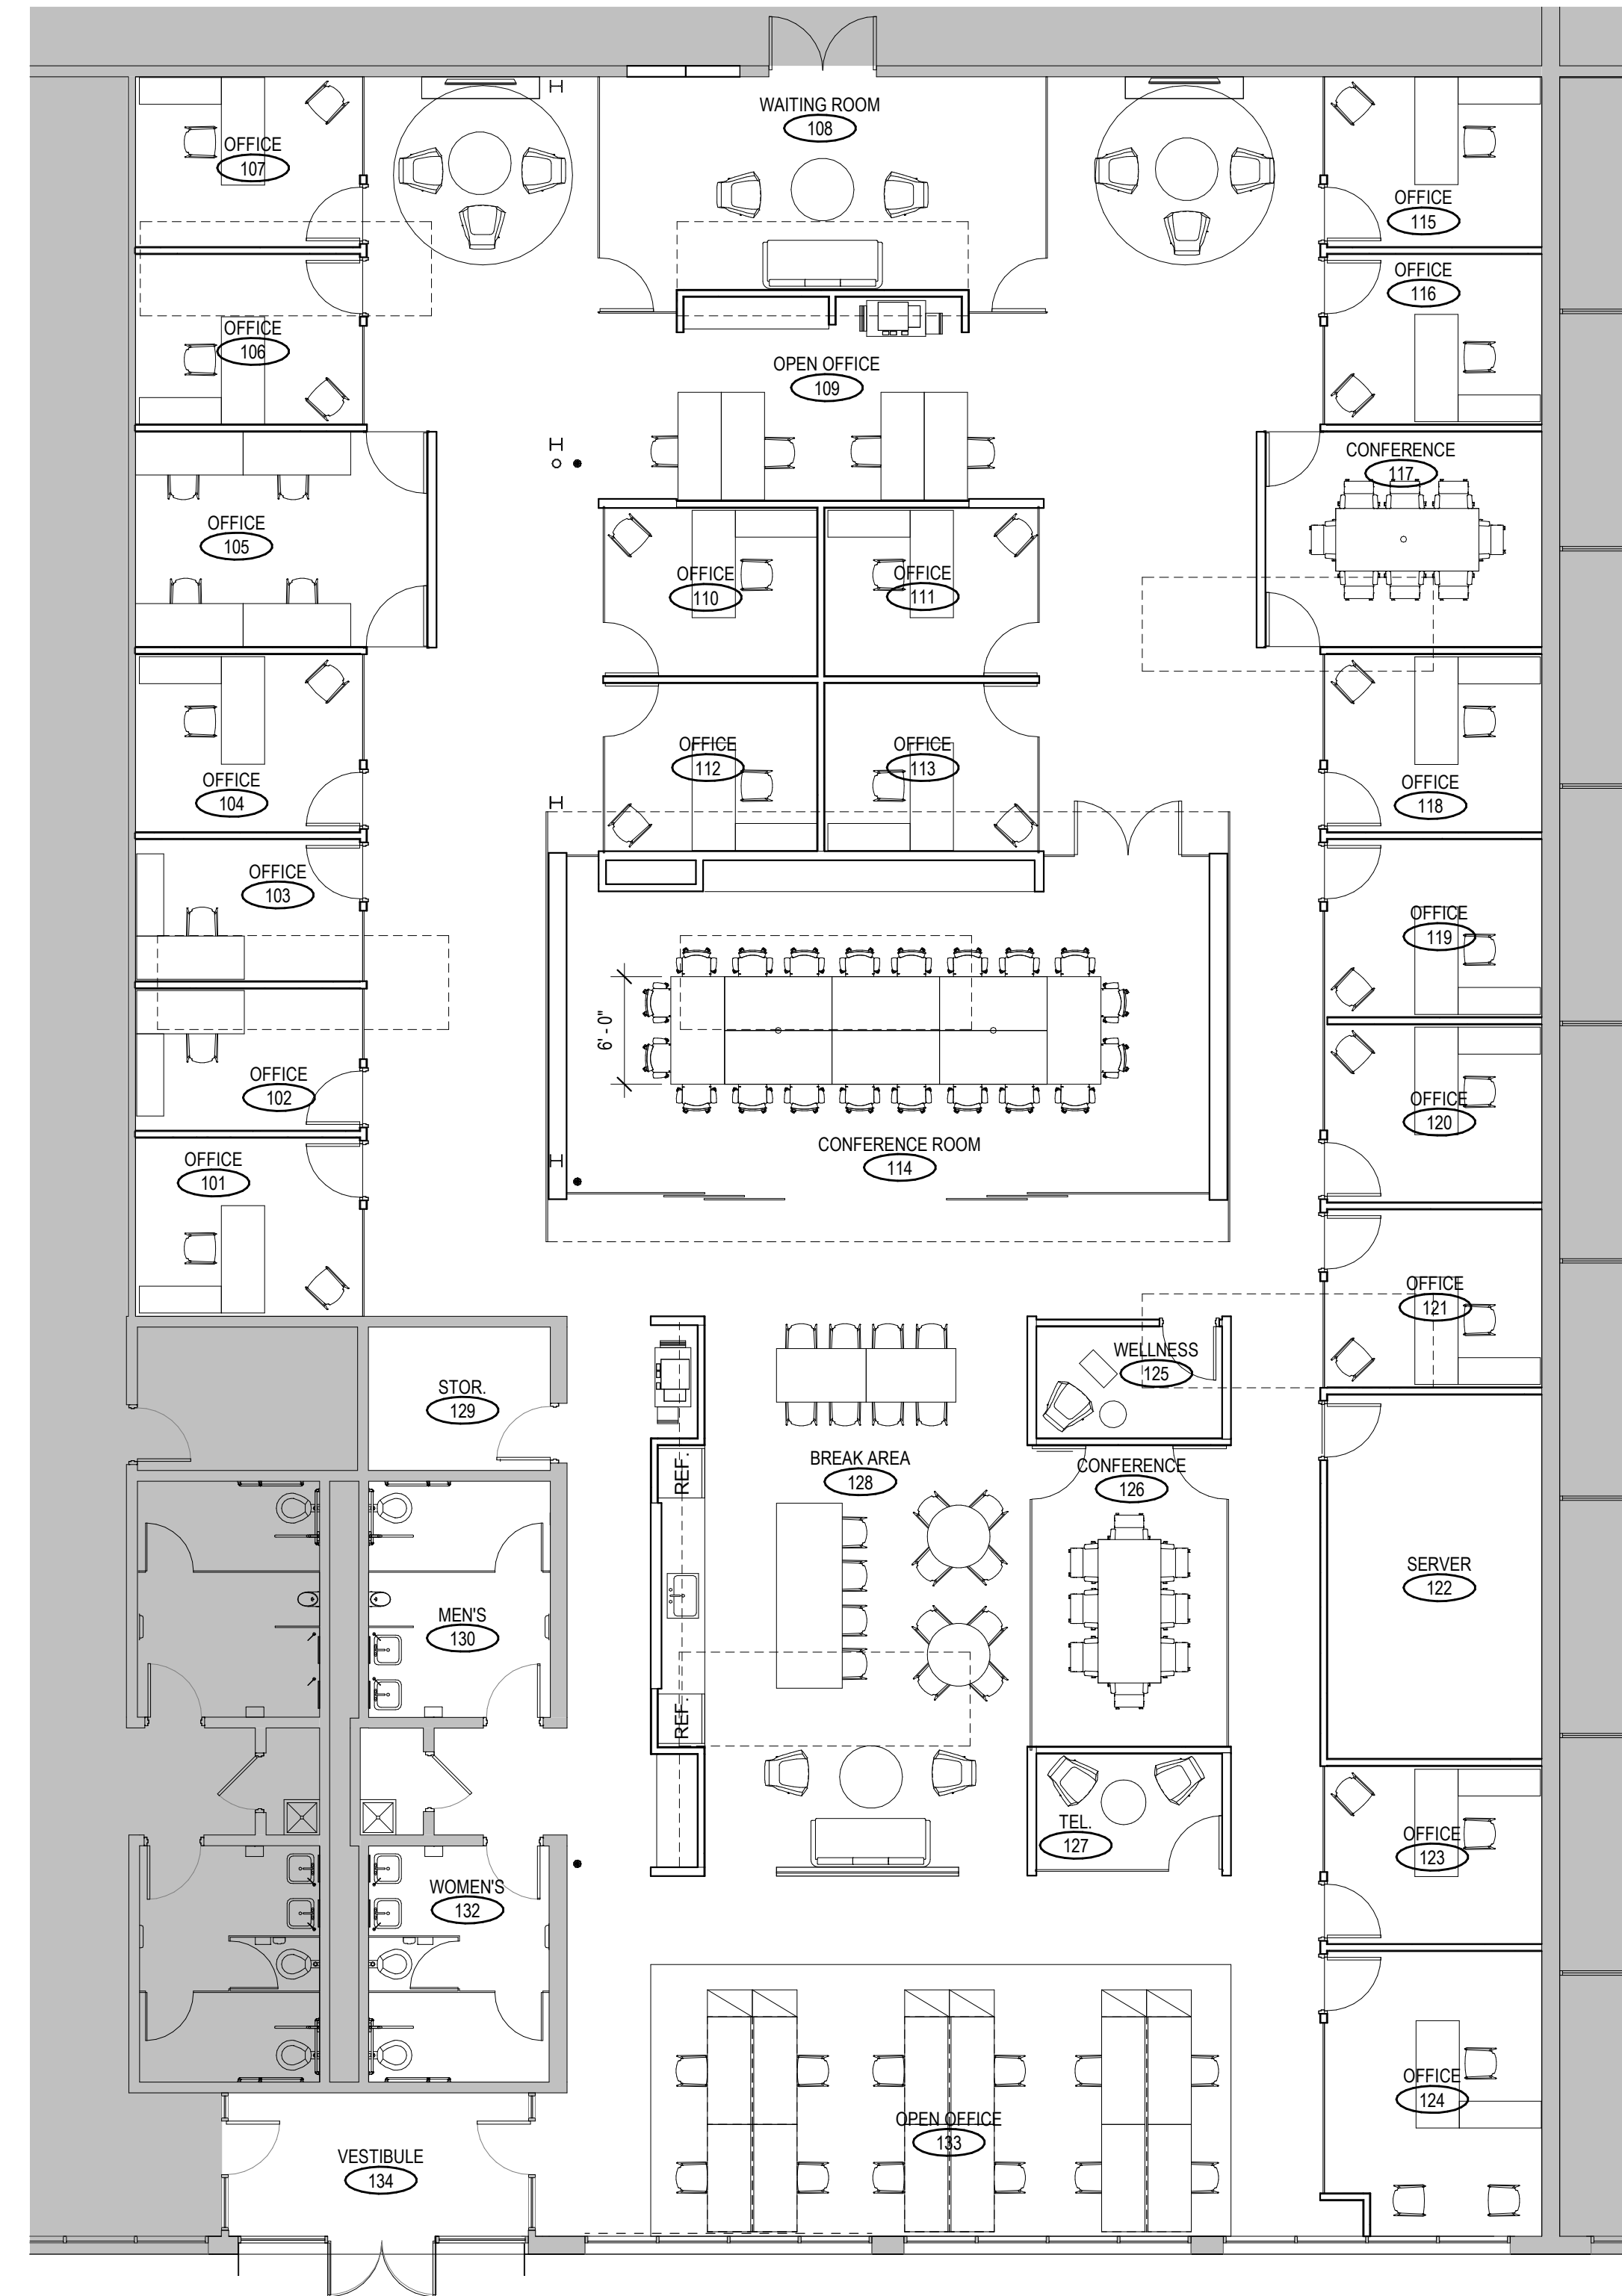 WAITING ROOM
108
OFFICE
107
OFFICE
115
OFFICE
116
OFFICE
106
OPEN OFFICE
109
CONFERENCE
117
OFFICE
105
OFFICE
110
OFFICE
111
OFFICE
112
OFFICE
113
OFFICE
104
OFFICE
118
OFFICE
103
OFFICE
119
6' - 0"
OFFICE
102
OFFICE
120
CONFERENCE ROOM
114
OFFICE
101
OFFICE
121
WELLNESS
125
STOR.
129
REF.
BREAK AREA
128
CONFERENCE
126
SERVER
122
MEN'S
130
REF.
TEL.
127
OFFICE
123
WOMEN'S
132
OFFICE
124
OPEN OFFICE
133
VESTIBULE
134